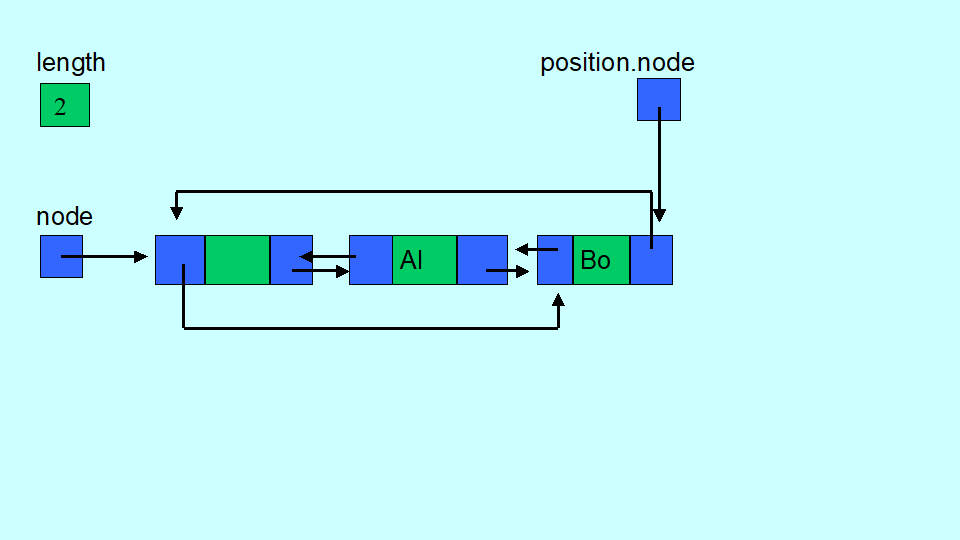 length
position.node
2
node
Al
Bo